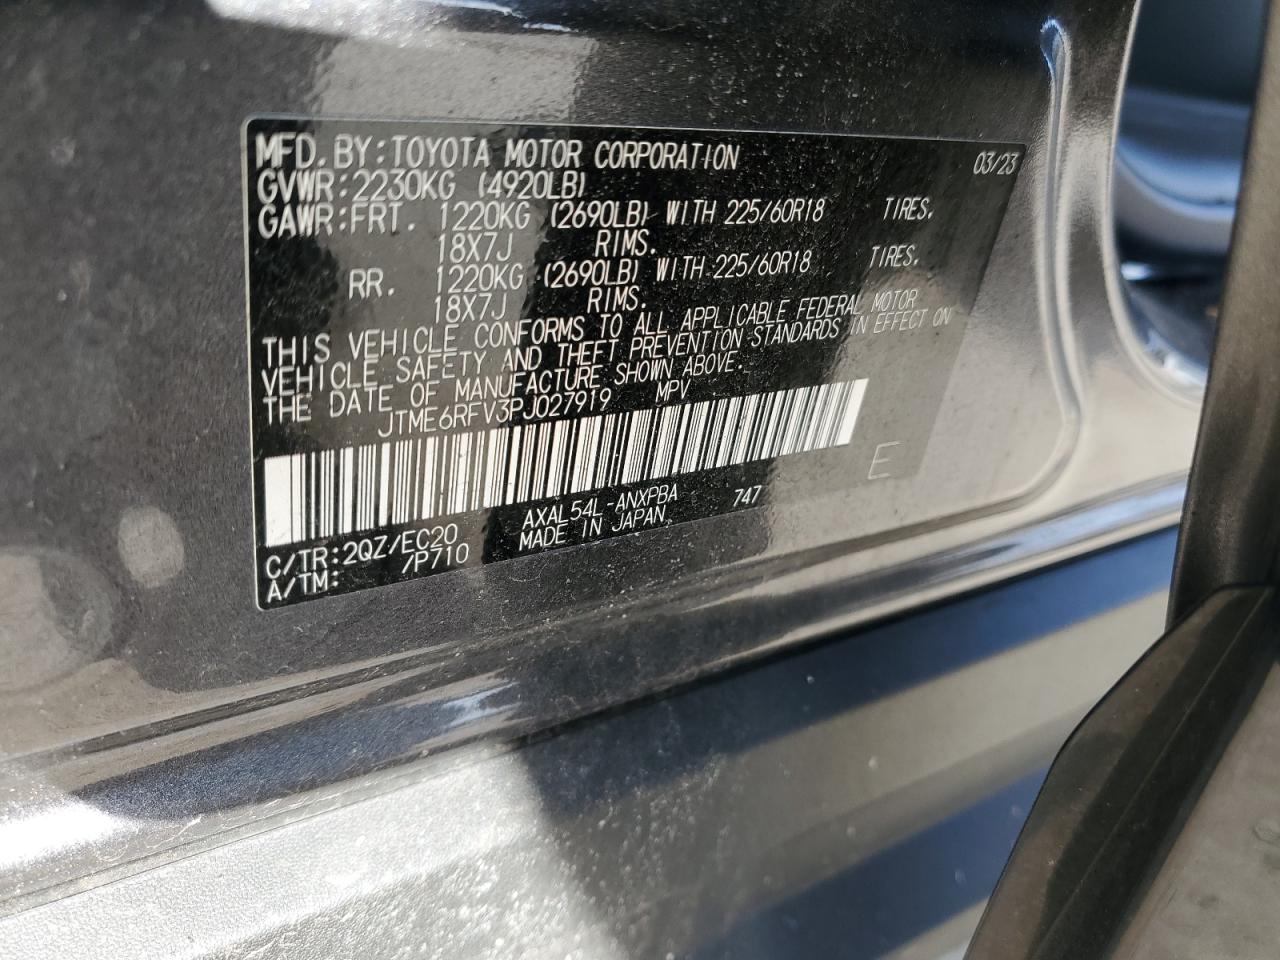 MFD. BY: TOYOTA MOTOR CORPORATION 03/23
GVWR: 2230KG (4920LB)
GAWR: FRT. 1220KG (2690LB) WITH 225/60R18 TIRES.
18X7J RIMS.
RR. 1220KG (2690LB) WITH 225/60R18 TIRES.
18X7J RIMS.
THIS VEHICLE CONFORMS TO ALL APPLICABLE FEDERAL MOTOR
VEHICLE SAFETY AND THEFT PREVENTION STANDARDS IN EFFECT ON
THE DATE OF MANUFACTURE SHOWN ABOVE.
JTME6RFV3PJ027919 MPV
E
C/TR: 2QZ/EC20 AXAL54L-ANXPBA 747
A/TM: /P710 MADE IN JAPAN